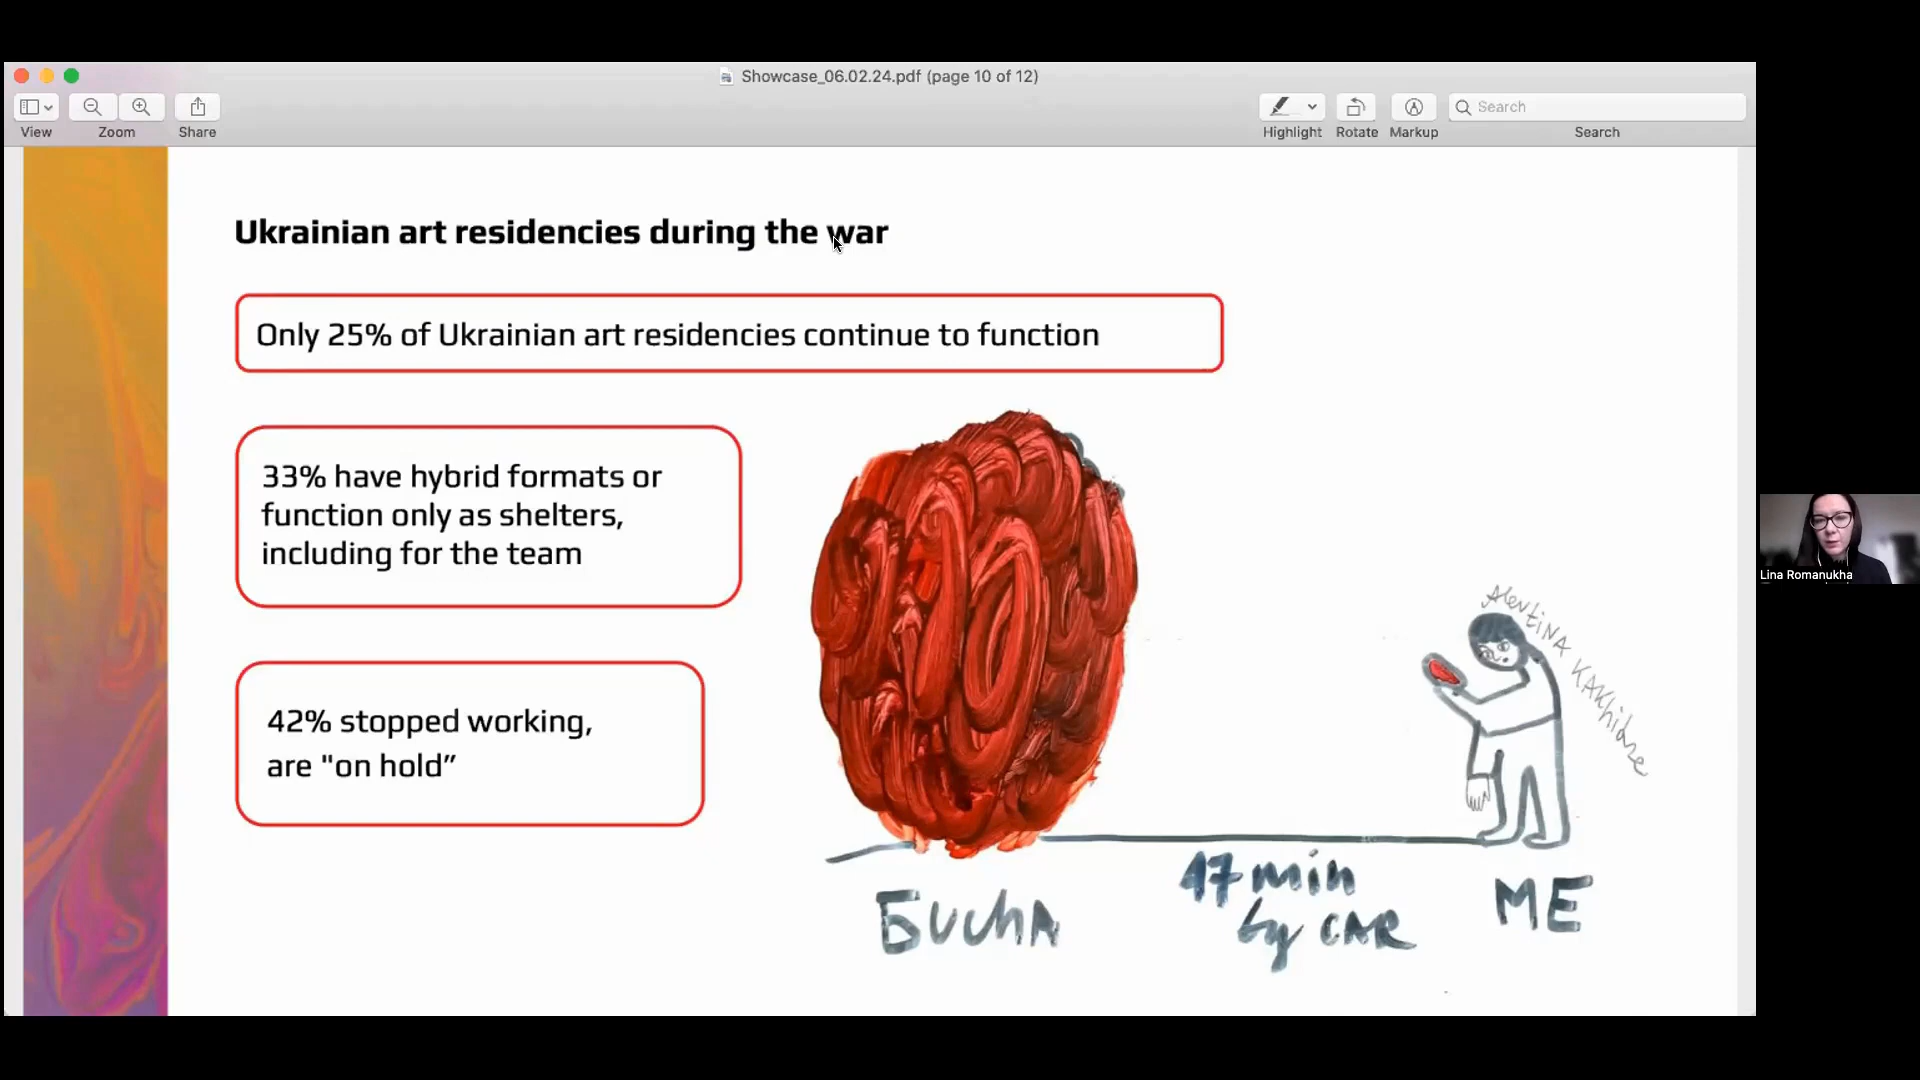 Showcase_06.02.24.pdf (page 10 of 12)
View
Zoom
Share
Highlight
Rotate
Markup
Search
Search
Ukrainian art residencies during the war
Only 25% of Ukrainian art residencies continue to function
33% have hybrid formats or
function only as shelters,
including for the team
42% stopped working,
are "on hold”
Alevtina Kakhidze
БuchA
47 min
by CAR
ME
Lina Romanukha